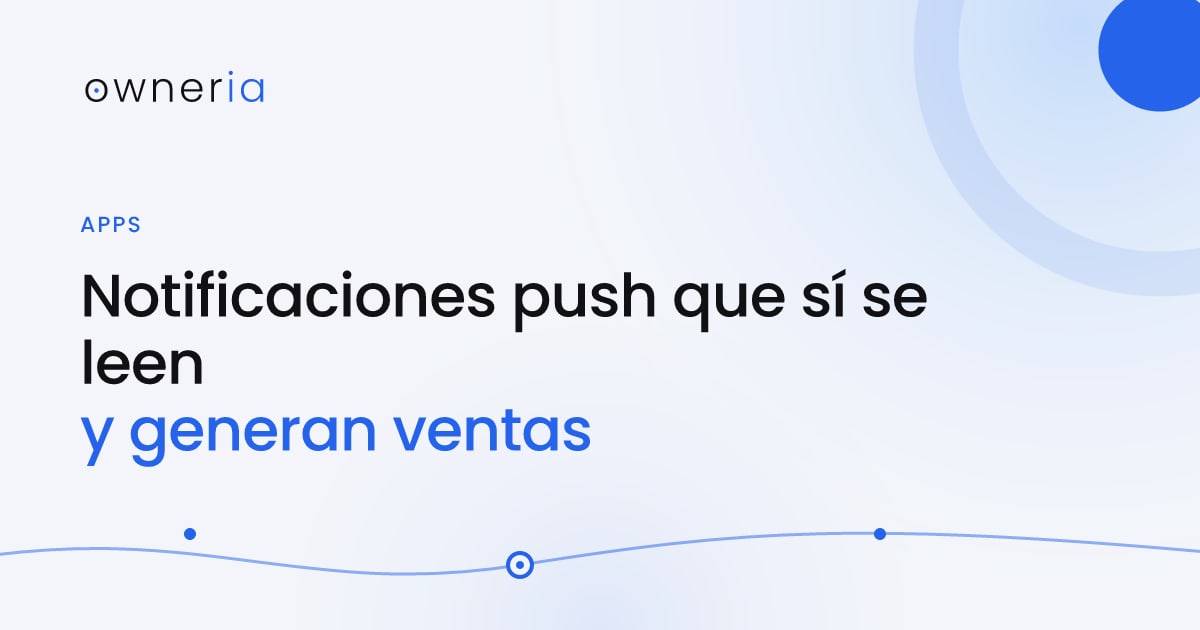 owneria
APPS
Notificaciones push que sí se
leen
y generan ventas